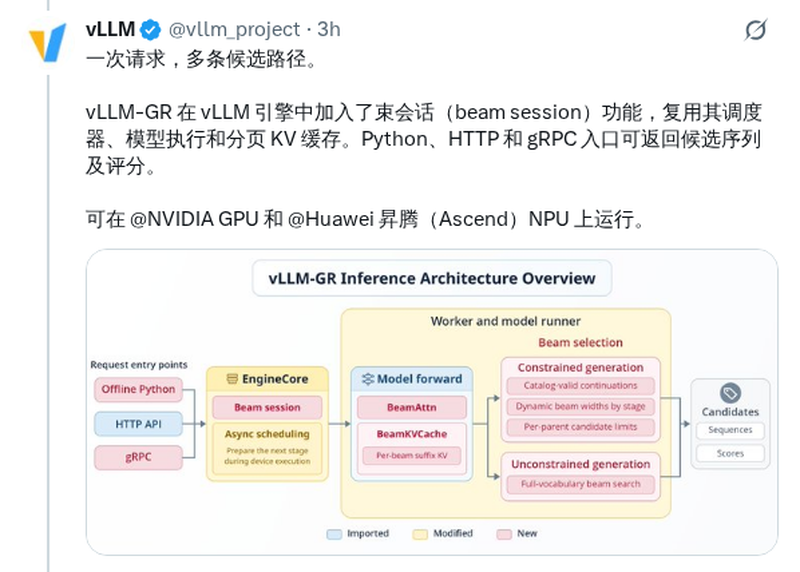 vLLM @vllm_project · 3h
一次请求，多条候选路径。
vLLM-GR 在 vLLM 引擎中加入了束会话（beam session）功能，复用其调度
器、模型执行和分页 KV 缓存。Python、HTTP 和 gRPC 入口可返回候选序列
及评分。
可在 @NVIDIA GPU 和 @Huawei 昇腾（Ascend）NPU 上运行。
vLLM-GR Inference Architecture Overview
Request entry points
Offline Python
HTTP API
gRPC
EngineCore
Beam session
Async scheduling
Prepare the next stage
during device execution
Worker and model runner
Model forward
BeamAttn
BeamKVCache
Per-beam suffix KV
Beam selection
Constrained generation
Catalog-valid continuations
Dynamic beam widths by stage
Per-parent candidate limits
Unconstrained generation
Full-vocabulary beam search
Candidates
Sequences
Scores
Imported
Modified
New